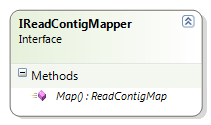 IReadContigMapper
Interface
Methods
Map() : ReadContigMap